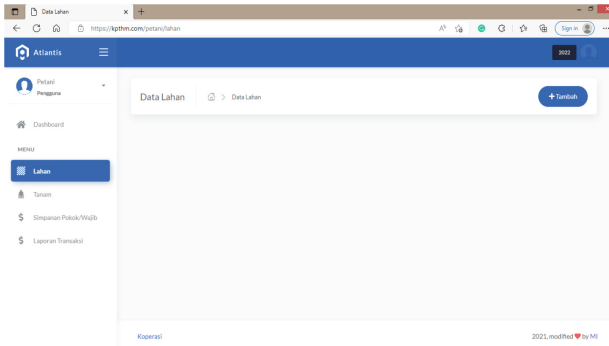 Data Lahan
https://kpthm.com/petani/lahan
Sign in
Atlantis
2022
Petani
Pengguna
Data Lahan > Data Lahan
+Tambah
Dashboard
MENU
Lahan
Tanam
$ Simpanan Pokok/Wajib
$ Laporan Transaksi
Koperasi
2021, modified ❤ by MI